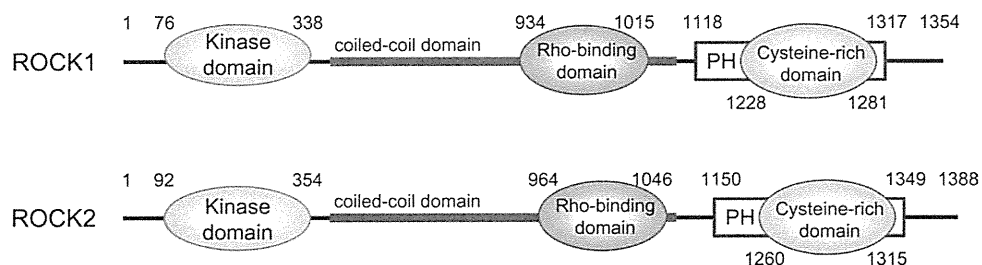 1 76 338 934 1015 1118 1317 1354
ROCK1
Kinase
domain
coiled-coil domain
Rho-binding
domain
PH
Cysteine-rich
domain
1228 1281
1 92 354 964 1046 1150 1349 1388
ROCK2
Kinase
domain
coiled-coil domain
Rho-binding
domain
PH
Cysteine-rich
domain
1260 1315